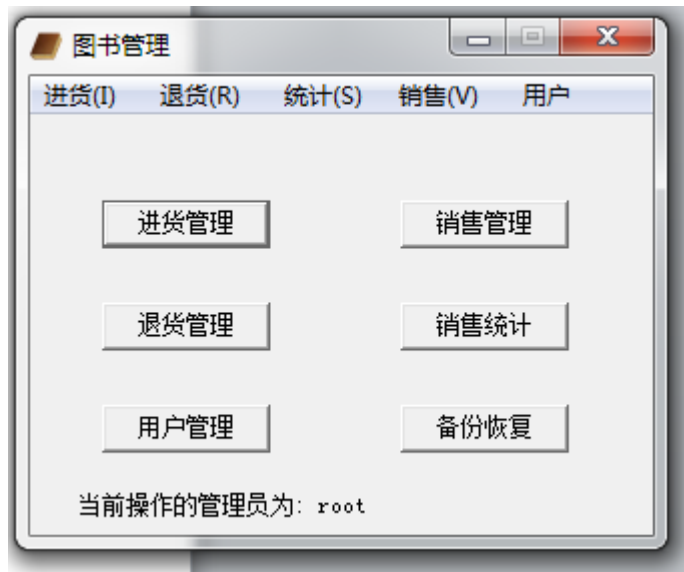 图书管理
进货(I) 退货(R) 统计(S) 销售(V) 用户
进货管理 销售管理
退货管理 销售统计
用户管理 备份恢复
当前操作的管理员为: root